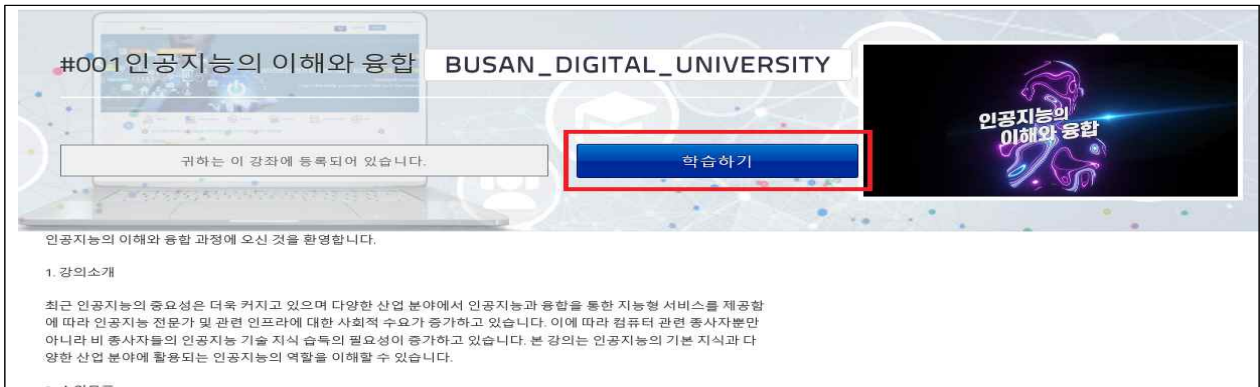 #001인공지능의 이해와 융합 BUSAN_DIGITAL_UNIVERSITY
인공지능의
이해와 융합
귀하는 이 강좌에 등록되어 있습니다. 학습하기
인공지능의 이해와 융합 과정에 오신 것을 환영합니다.
1. 강의소개
최근 인공지능의 중요성은 더욱 커지고 있으며 다양한 산업 분야에서 인공지능과 융합을 통한 지능형 서비스를 제공함
에 따라 인공지능 전문가 및 관련 인프라에 대한 사회적 수요가 증가하고 있습니다. 이에 따라 컴퓨터 관련 종사자뿐만
아니라 비 종사자들의 인공지능 기술 지식 습득의 필요성이 증가하고 있습니다. 본 강의는 인공지능의 기본 지식과 다
양한 산업 분야에 활용되는 인공지능의 역할을 이해할 수 있습니다.